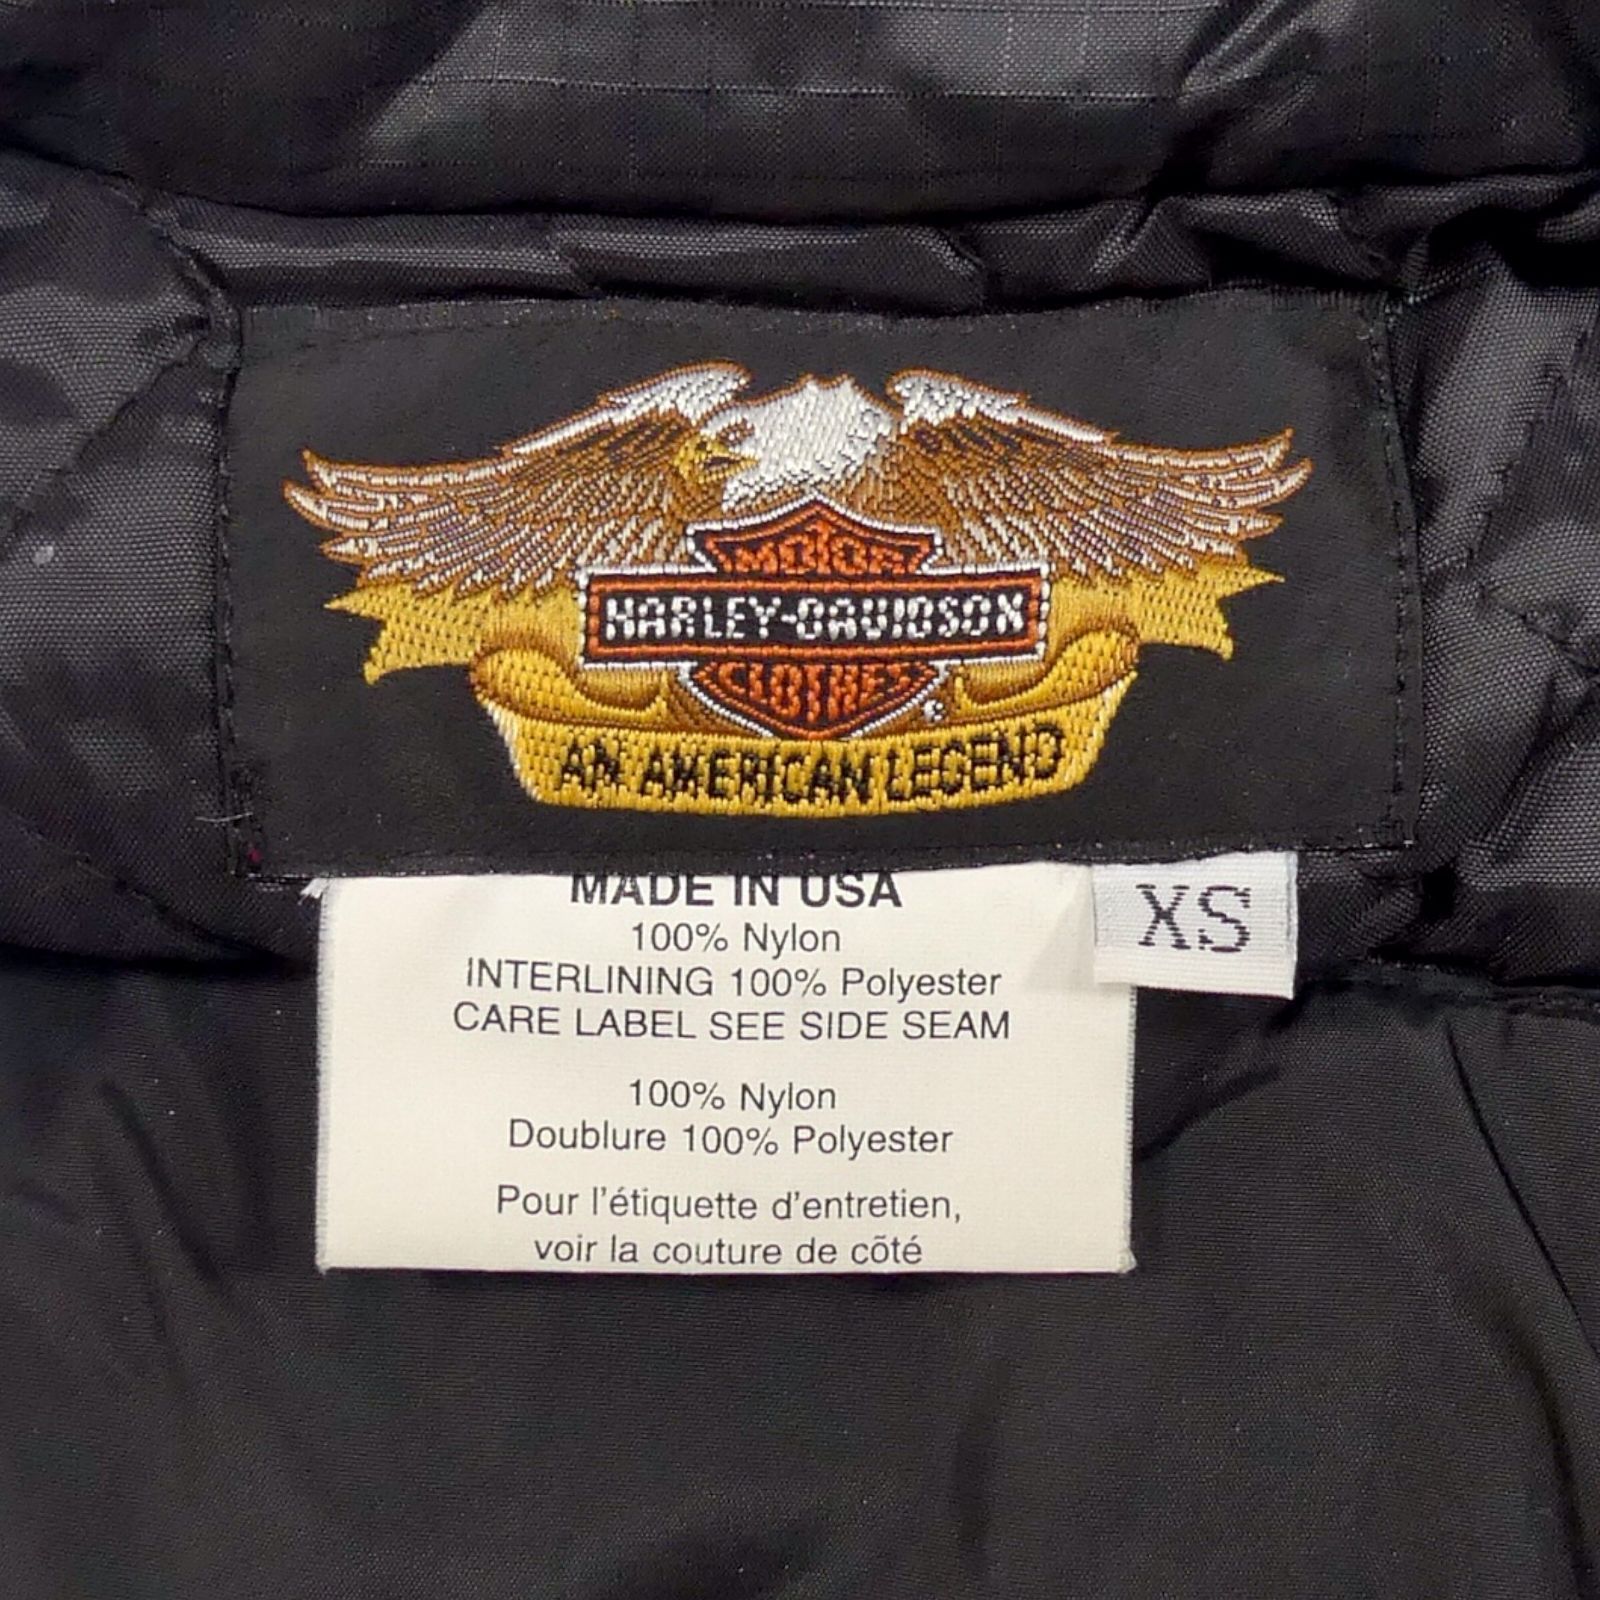 MOTOR
HARLEY-DAVIDSON
CLOTHES
®
AN AMERICAN LEGEND
MADE IN USA
XS
100% Nylon
INTERLINING 100% Polyester
CARE LABEL SEE SIDE SEAM
100% Nylon
Doublure 100% Polyester
Pour l'étiquette d'entretien,
voir la couture de cõté